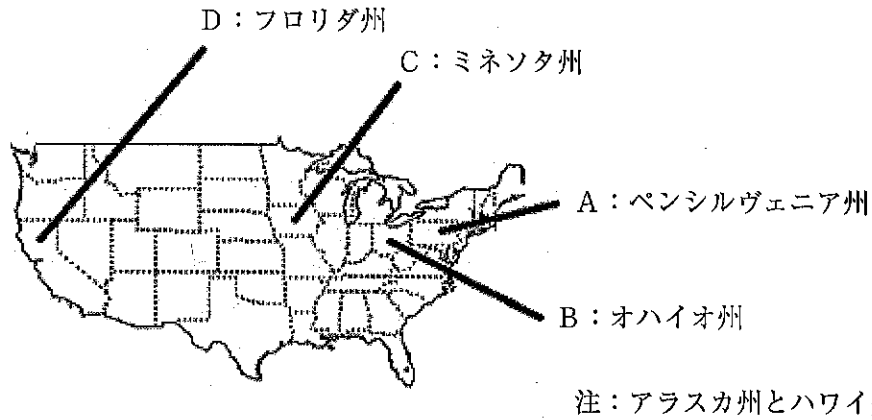 D：フロリダ州
C：ミネソタ州
A：ペンシルヴェニア州
B：オハイオ州
注：アラスカ州とハワイ